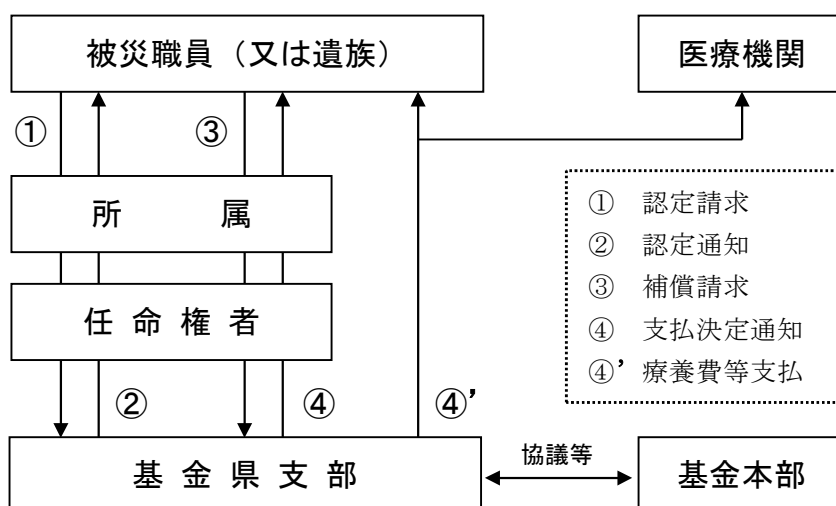 被災職員（又は遺族）
医療機関
①
③
所　　属
① 認定請求
② 認定通知
③ 補償請求
④ 支払決定通知
④’ 療養費等支払
任 命 権 者
②
④
④’
基 金 県 支 部
協議等
基金本部